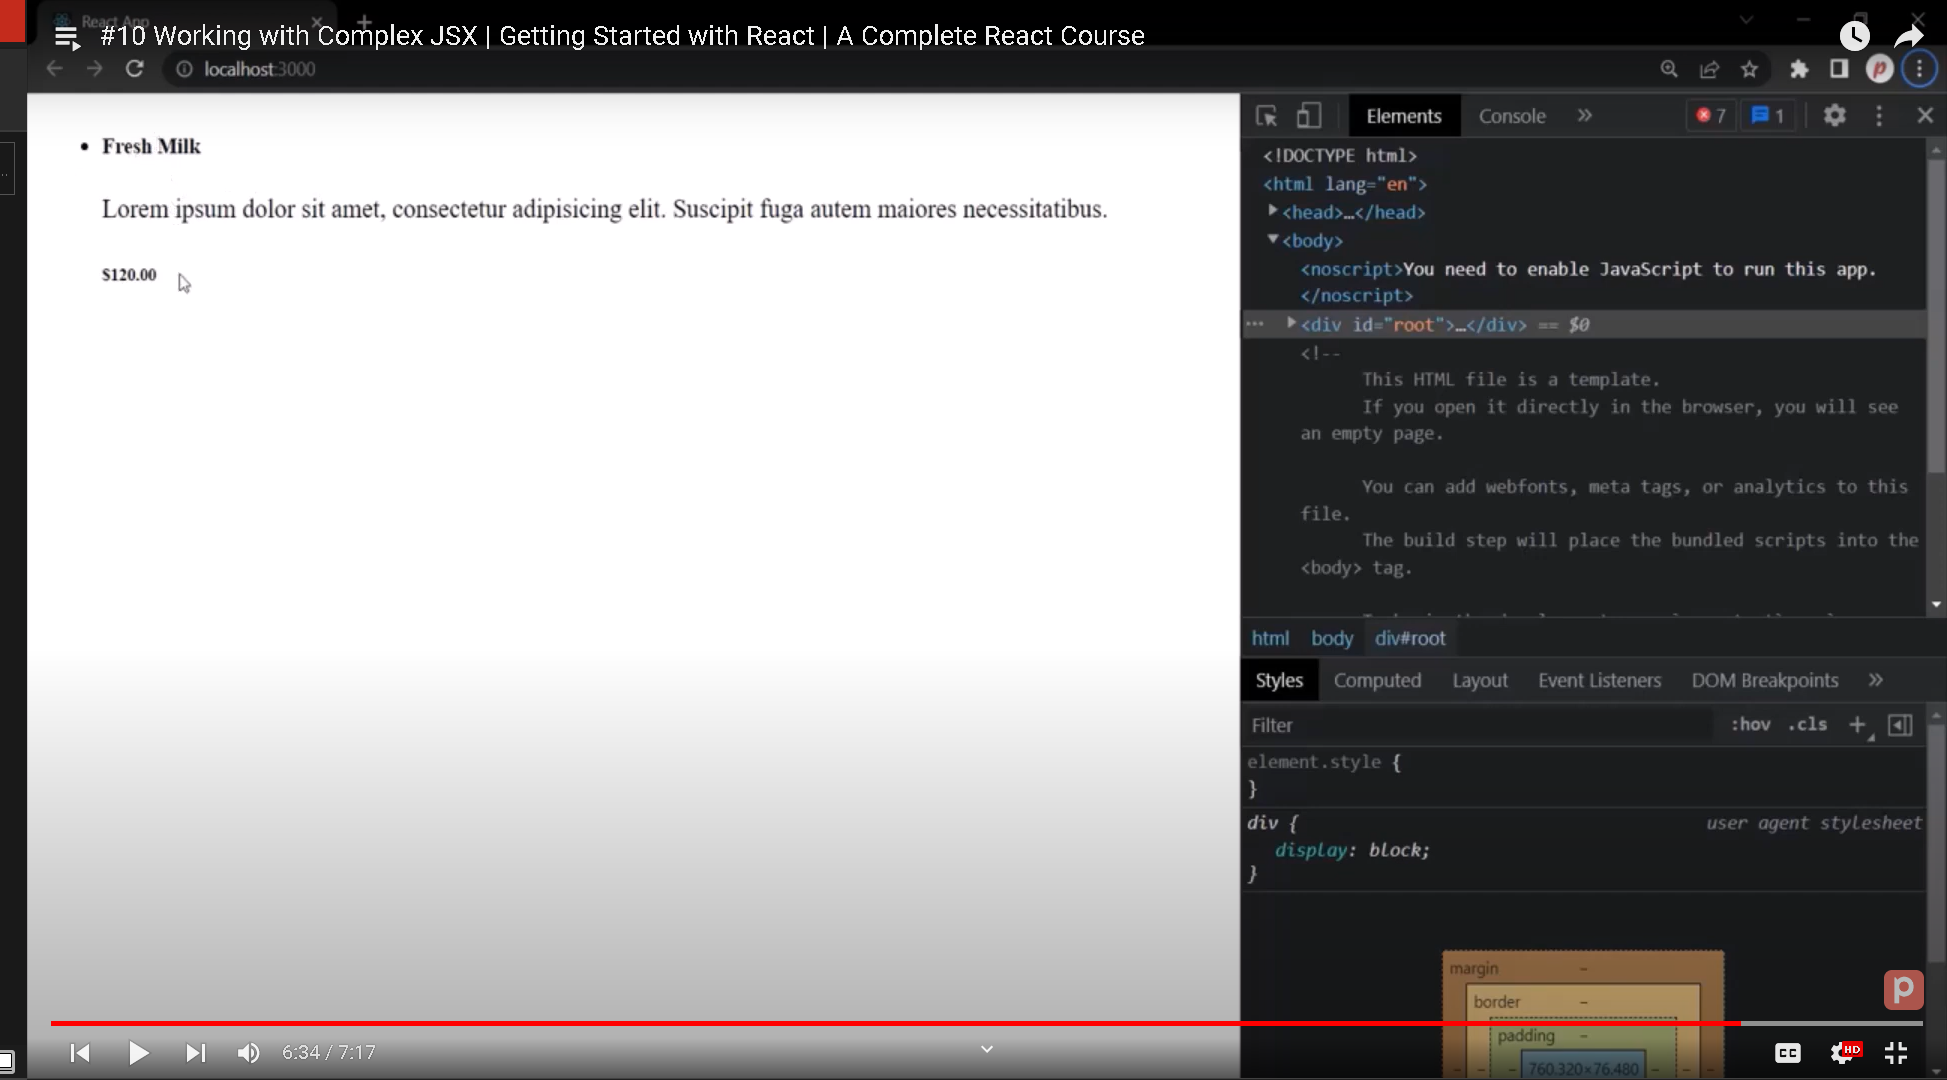 React App
#10 Working with Complex JSX | Getting Started with React | A Complete React Course
localhost:3000
Fresh Milk
Lorem ipsum dolor sit amet, consectetur adipisicing elit. Suscipit fuga autem maiores necessitatibus.
$120.00
Elements Console » 7 1
<!DOCTYPE html>
<html lang="en">
<head>…</head>
<body>
<noscript>You need to enable JavaScript to run this app.
</noscript>
<div id="root">…</div> == $0
<!--
This HTML file is a template.
If you open it directly in the browser, you will see
an empty page.
You can add webfonts, meta tags, or analytics to this
file.
The build step will place the bundled scripts into the
<body> tag.
html body div#root
Styles Computed Layout Event Listeners DOM Breakpoints »
Filter :hov .cls +
element.style {
}
div { user agent stylesheet
display: block;
}
margin –
border –
padding –
760.320×76.480
p
6:34 / 7:17
CC HD